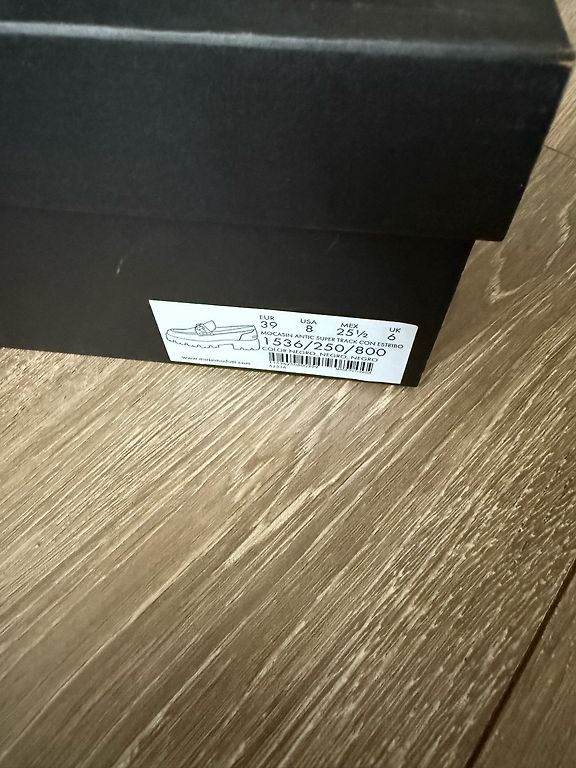 EUR USA MEX UK
39 8 25½ 6
MOCASIN ANTIC SUPER TRACK CON ESTRIBO
1536/250/800
COLOR NEGRO, NEGRO, NEGRO